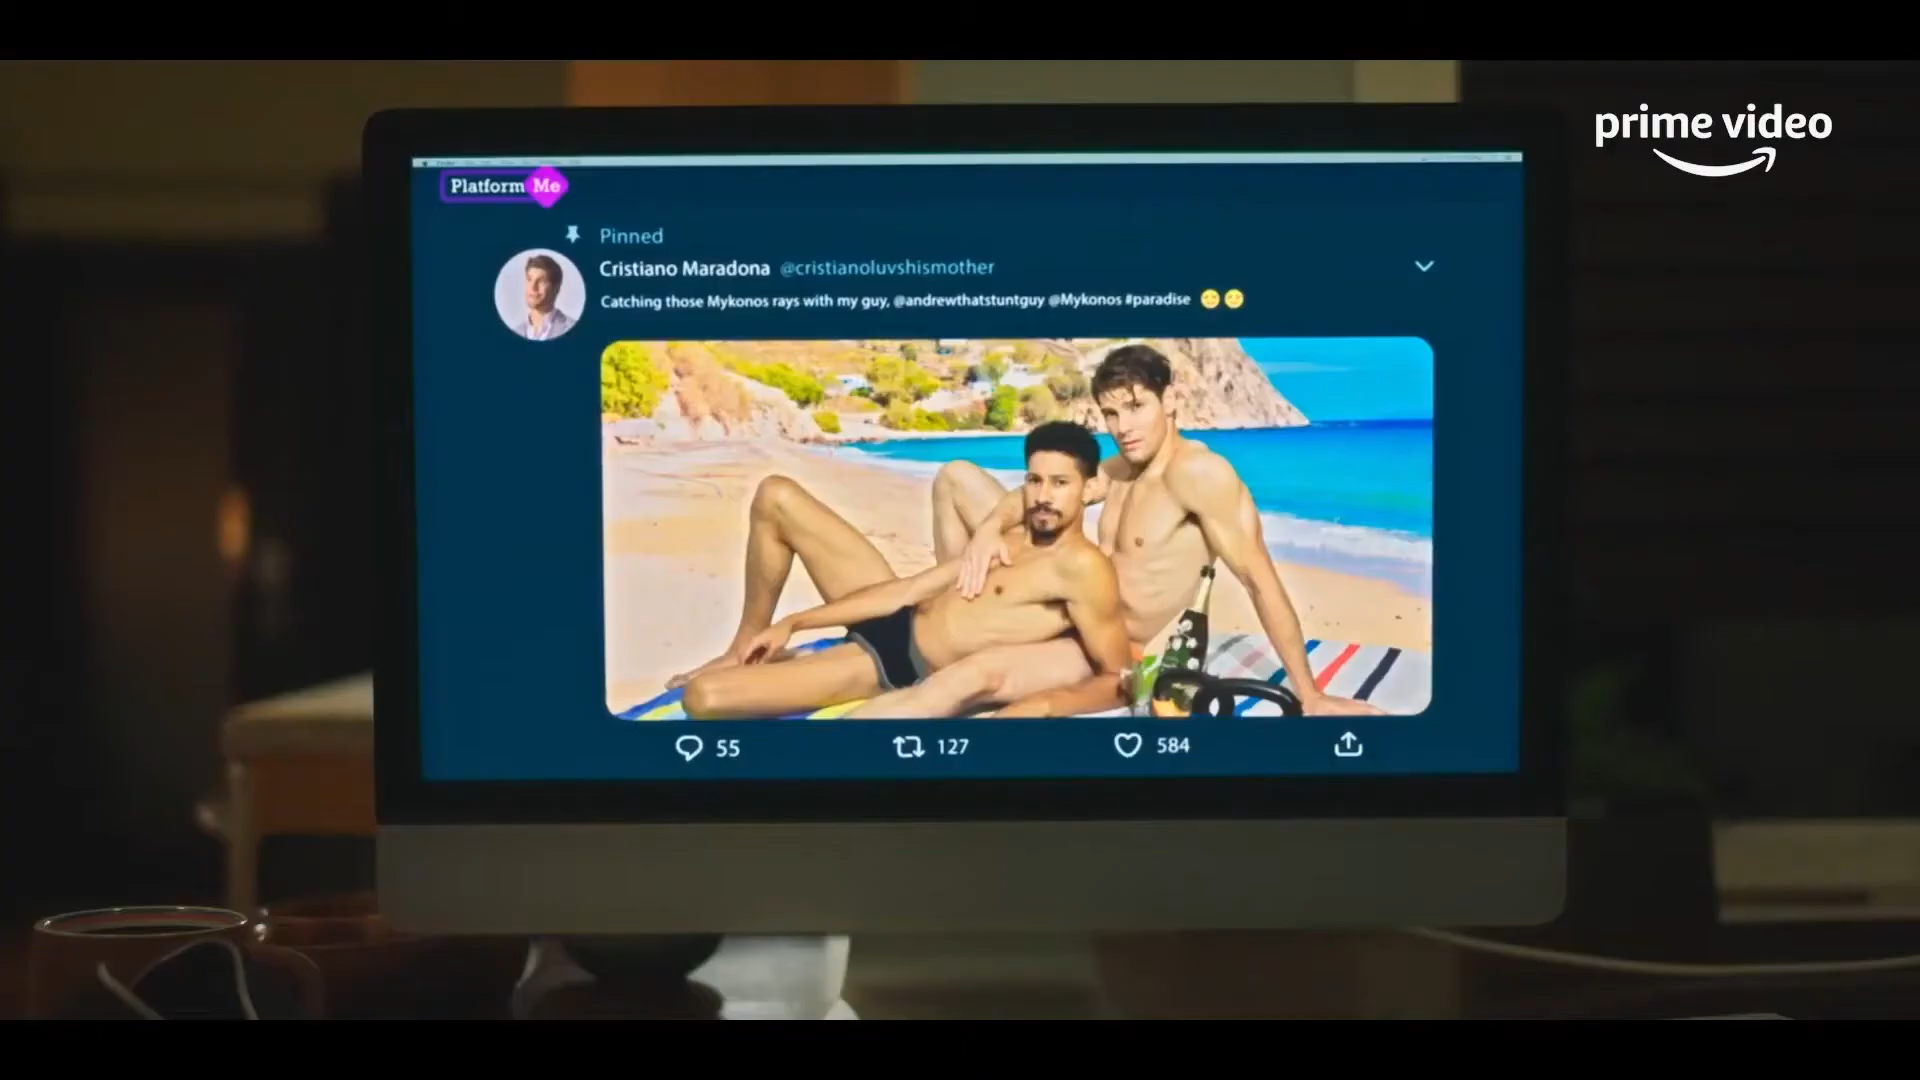 prime video
Platform Me
Pinned
Cristiano Maradona @cristianoluvshismother
Catching those Mykonos rays with my guy, @andrewthatstuntguy @Mykonos #paradise 😊😊
55 127 584